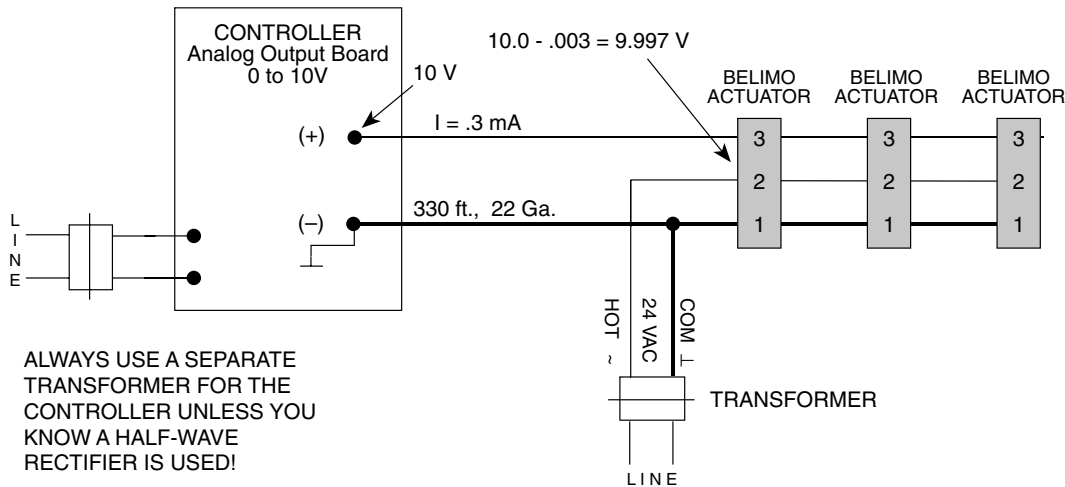 CONTROLLER
Analog Output Board
0 to 10V
10 V
10.0 - .003 = 9.997 V
BELIMO
ACTUATOR
BELIMO
ACTUATOR
BELIMO
ACTUATOR
(+)
I = .3 mA
3
3
3
2
2
2
(–)
330 ft., 22 Ga.
1
1
1
LINE
HOT ~
24 VAC
COM ⊥
ALWAYS USE A SEPARATE
TRANSFORMER FOR THE
CONTROLLER UNLESS YOU
KNOW A HALF-WAVE
RECTIFIER IS USED!
TRANSFORMER
LINE